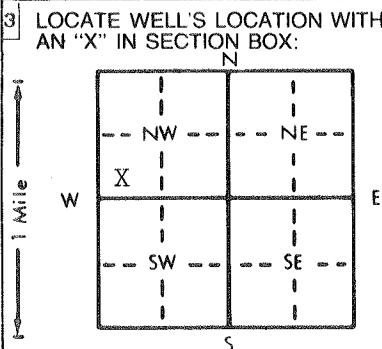 3 LOCATE WELL'S LOCATION WITH
AN "X" IN SECTION BOX:
N
NW NE
X
W E
1 Mile
SW SE
S